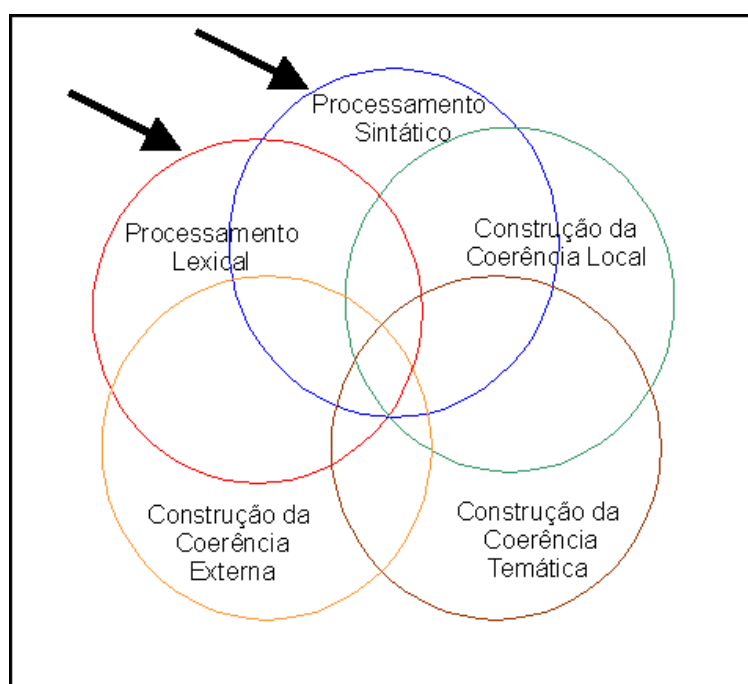 Processamento
Sintático
Processamento
Lexical
Construção da
Coerência Local
Construção da
Coerência
Externa
Construção da
Coerência
Temática